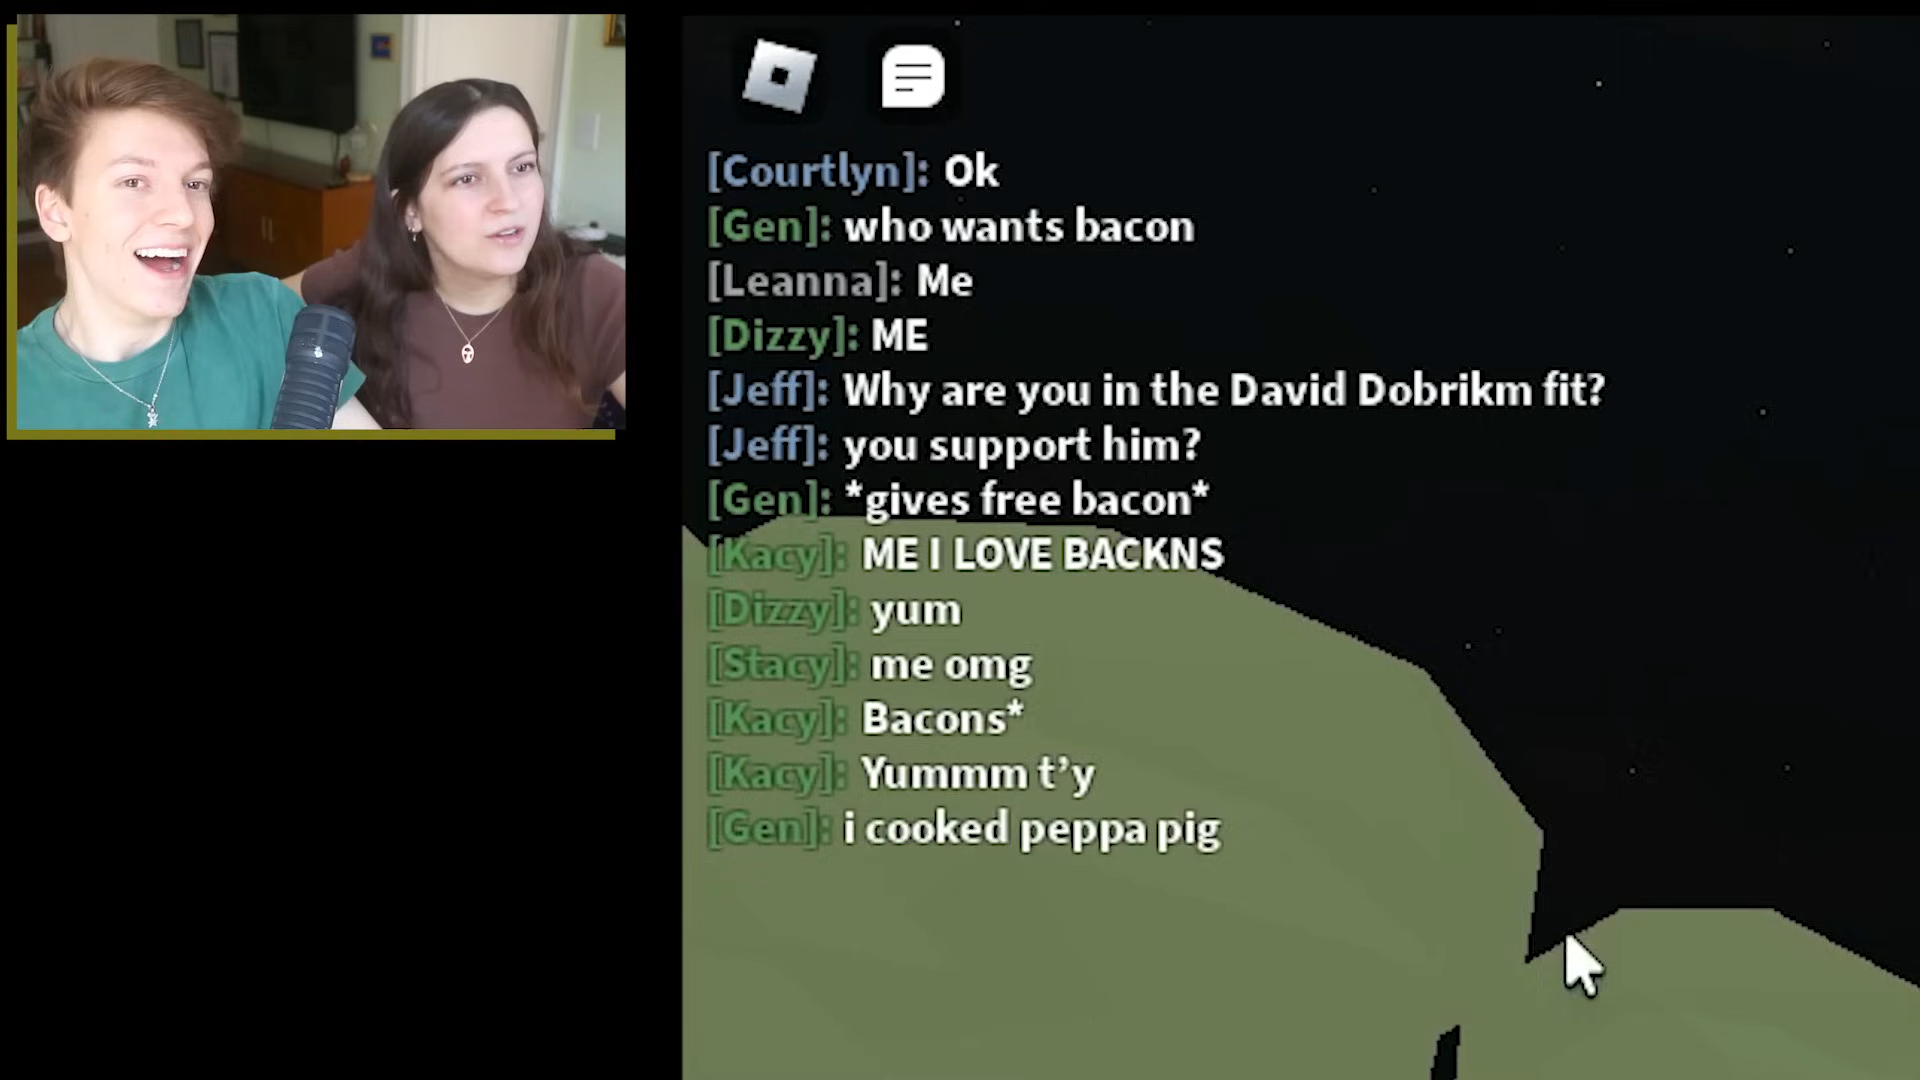 [Courtlyn]: Ok
[Gen]: who wants bacon
[Leanna]: Me
[Dizzy]: ME
[Jeff]: Why are you in the David Dobrikm fit?
[Jeff]: you support him?
[Gen]: *gives free bacon*
[Kacy]: ME I LOVE BACKNS
[Dizzy]: yum
[Stacy]: me omg
[Kacy]: Bacons*
[Kacy]: Yummm t’y
[Gen]: i cooked peppa pig